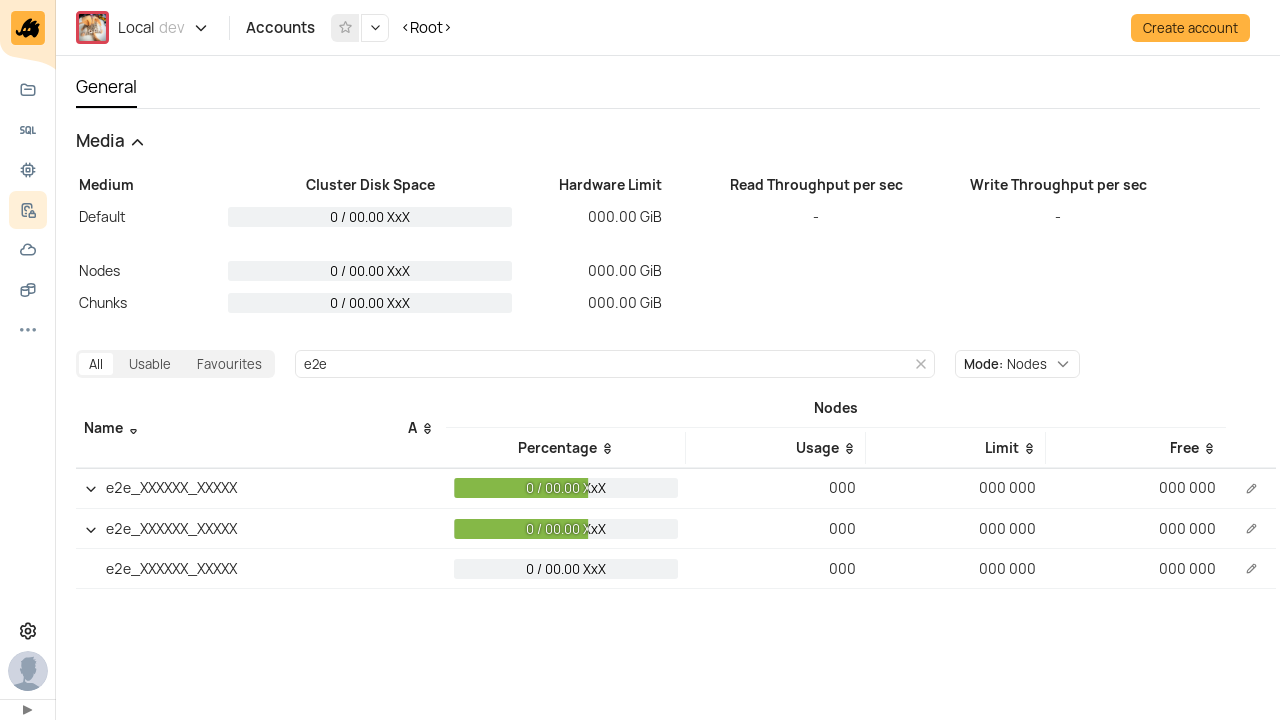 Local dev Accounts <Root> Create account
General
SQL
Media
Medium Cluster Disk Space Hardware Limit Read Throughput per sec Write Throughput per sec
Default 0 / 00.00 XxX 000.00 GiB - -
Nodes 0 / 00.00 XxX 000.00 GiB
Chunks 0 / 00.00 XxX 000.00 GiB
All Usable Favourites e2e Mode: Nodes
Nodes
Name A
Percentage Usage Limit Free
e2e_XXXXXX_XXXXX 0 / 00.00 XxX 000 000 000 000 000
e2e_XXXXXX_XXXXX 0 / 00.00 XxX 000 000 000 000 000
e2e_XXXXXX_XXXXX 0 / 00.00 XxX 000 000 000 000 000